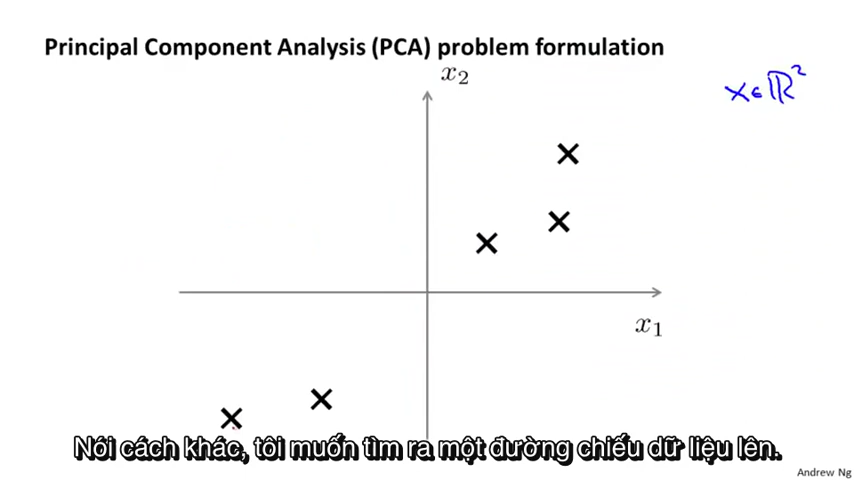 Principal Component Analysis (PCA) problem formulation
x₂
x ∈ ℝ²
x₁
Nói cách khác, tôi muốn tìm ra một đường chiếu dữ liệu lên.
Andrew Ng